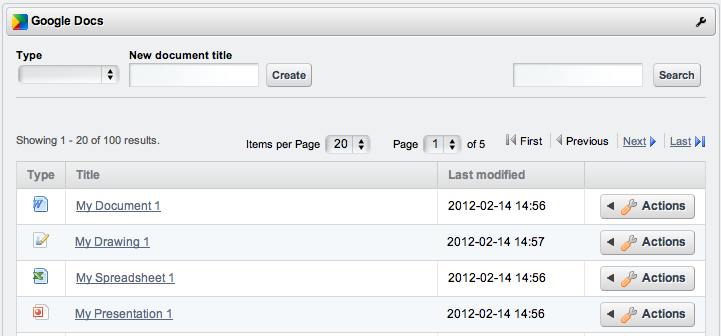 Google Docs
Type New document title
Create Search
Showing 1 - 20 of 100 results. Items per Page 20 Page 1 of 5 First Previous Next Last
Type Title Last modified
My Document 1 2012-02-14 14:56 Actions
My Drawing 1 2012-02-14 14:57 Actions
My Spreadsheet 1 2012-02-14 14:56 Actions
My Presentation 1 2012-02-14 14:56 Actions